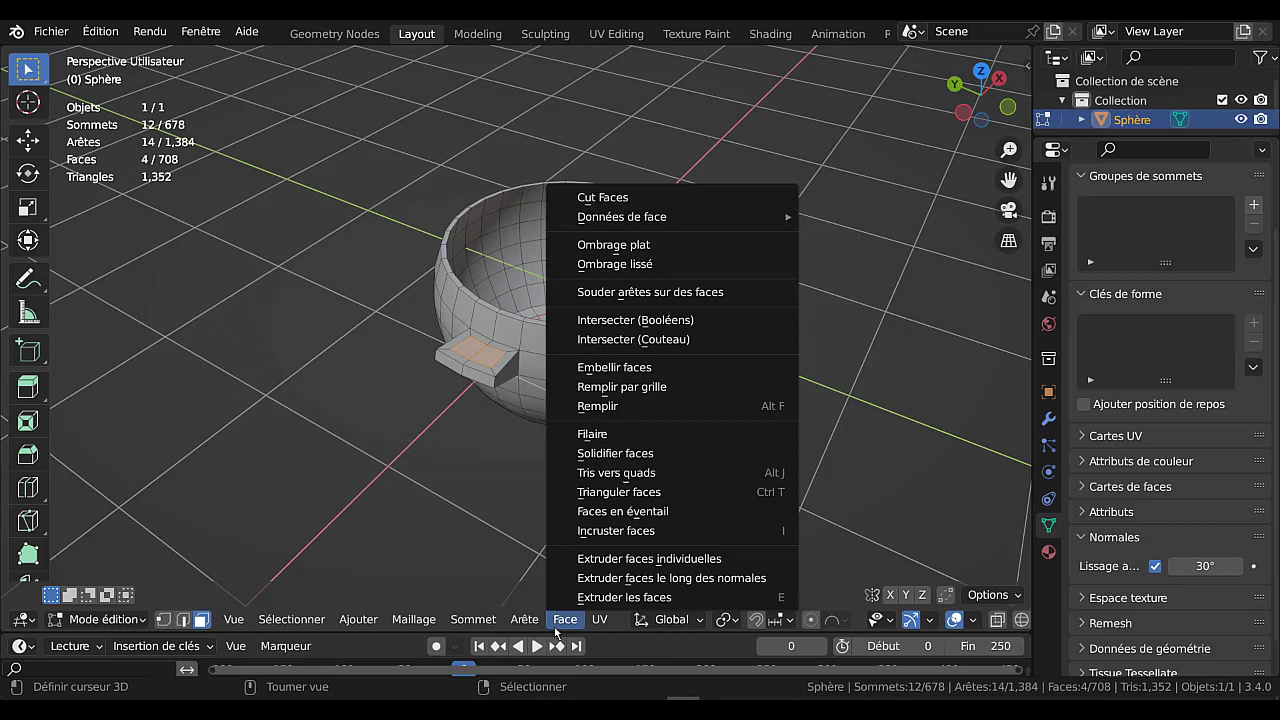 Fichier Édition Rendu Fenêtre Aide Geometry Nodes Layout Modeling Sculpting UV Editing Texture Paint Shading Animation Scene View Layer
Perspective Utilisateur
(0) Sphère
Objets 1 / 1
Sommets 12 / 678
Arêtes 14 / 1,384
Faces 4 / 708
Triangles 1,352
Z
X
Y
Cut Faces
Données de face
Ombrage plat
Ombrage lissé
Souder arêtes sur des faces
Intersecter (Booléens)
Intersecter (Couteau)
Embellir faces
Remplir par grille
Remplir Alt F
Filaire
Solidifier faces
Tris vers quads Alt J
Trianguler faces Ctrl T
Faces en éventail
Incruster faces I
Extruder faces individuelles
Extruder faces le long des normales
Extruder les faces E
Collection de scène
Collection
Sphère
Groupes de sommets
Clés de forme
Ajouter position de repos
Cartes UV
Attributs de couleur
Cartes de faces
Attributs
Normales
Lissage a... 30°
Espace texture
Remesh
Données de géométrie
Tissue Tessellate
X Y Z Options
Mode édition Vue Sélectionner Ajouter Maillage Sommet Arête Face UV Global
Lecture Insertion de clés Vue Marqueur 0 Début 0 Fin 250
Définir curseur 3D Tourner vue Sélectionner Sphère | Sommets:12/678 | Arêtes:14/1,384 | Faces:4/708 | Tris:1,352 | Objets:1/1 | 3.4.0